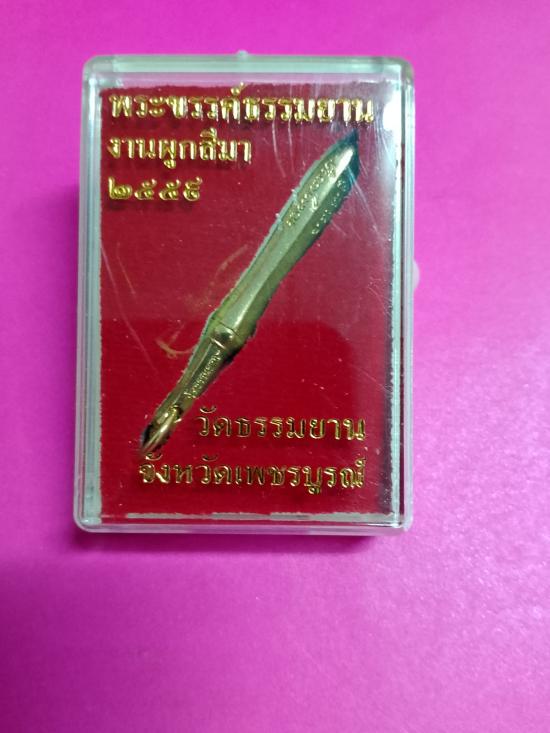 พระขรรค์ธรรมยาน
งานผูกสีมา
๒๕๕๙
วัดธรรมยาน
จังหวัดเพชรบูรณ์